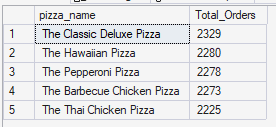 pizza_name Total_Orders
1 The Classic Deluxe Pizza 2329
2 The Hawaiian Pizza 2280
3 The Pepperoni Pizza 2278
4 The Barbecue Chicken Pizza 2273
5 The Thai Chicken Pizza 2225